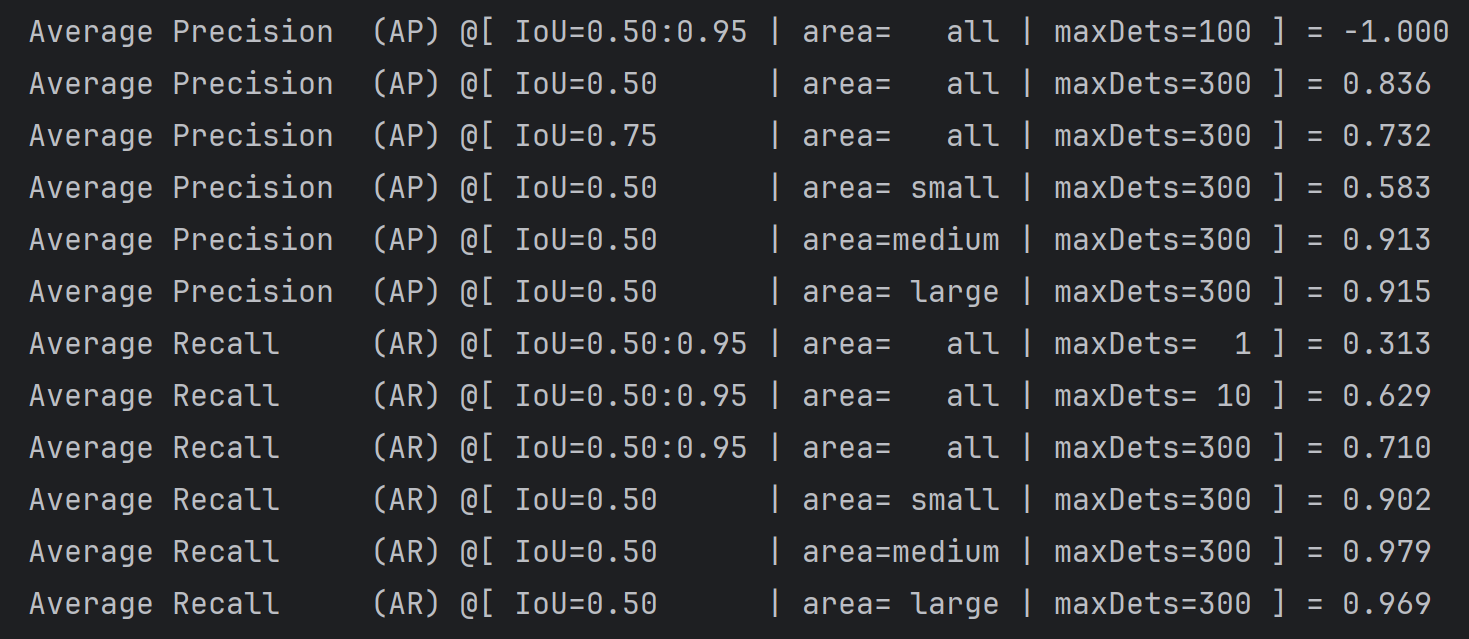 Average Precision  (AP) @[ IoU=0.50:0.95 | area=   all | maxDets=100 ] = -1.000
Average Precision  (AP) @[ IoU=0.50      | area=   all | maxDets=300 ] = 0.836
Average Precision  (AP) @[ IoU=0.75      | area=   all | maxDets=300 ] = 0.732
Average Precision  (AP) @[ IoU=0.50      | area= small | maxDets=300 ] = 0.583
Average Precision  (AP) @[ IoU=0.50      | area=medium | maxDets=300 ] = 0.913
Average Precision  (AP) @[ IoU=0.50      | area= large | maxDets=300 ] = 0.915
Average Recall     (AR) @[ IoU=0.50:0.95 | area=   all | maxDets=  1 ] = 0.313
Average Recall     (AR) @[ IoU=0.50:0.95 | area=   all | maxDets= 10 ] = 0.629
Average Recall     (AR) @[ IoU=0.50:0.95 | area=   all | maxDets=300 ] = 0.710
Average Recall     (AR) @[ IoU=0.50      | area= small | maxDets=300 ] = 0.902
Average Recall     (AR) @[ IoU=0.50      | area=medium | maxDets=300 ] = 0.979
Average Recall     (AR) @[ IoU=0.50      | area= large | maxDets=300 ] = 0.969